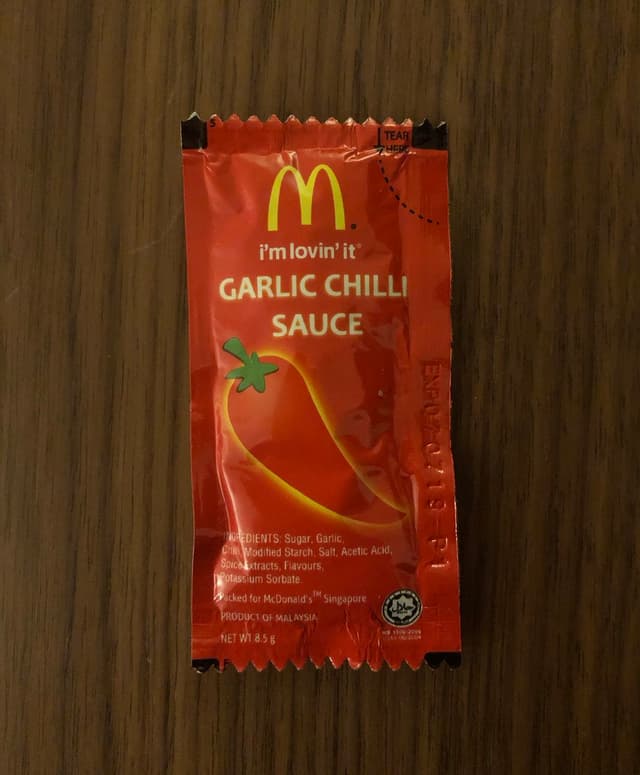 TEAR
HERE
M
i'm lovin' it®
GARLIC CHILLI
SAUCE
INGREDIENTS: Sugar, Garlic,
Chilli, Modified Starch, Salt, Acetic Acid,
Spice Extracts, Flavours,
Potassium Sorbate.
Packed for McDonald's™ Singapore
PRODUCT OF MALAYSIA
NET WT 8.5 g